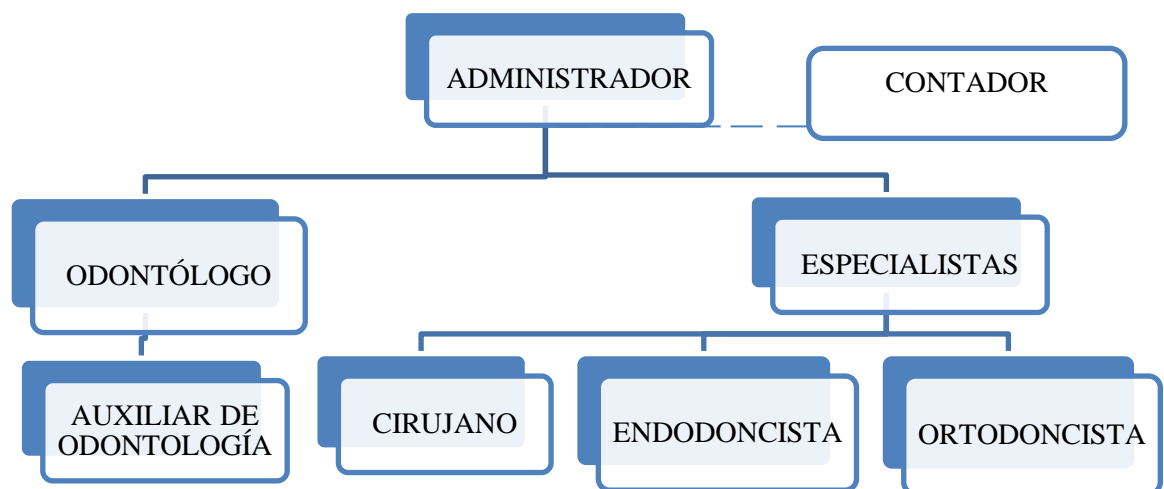 ADMINISTRADOR
CONTADOR
ODONTÓLOGO
ESPECIALISTAS
AUXILIAR DE
ODONTOLOGÍA
CIRUJANO
ENDODONCISTA
ORTODONCISTA